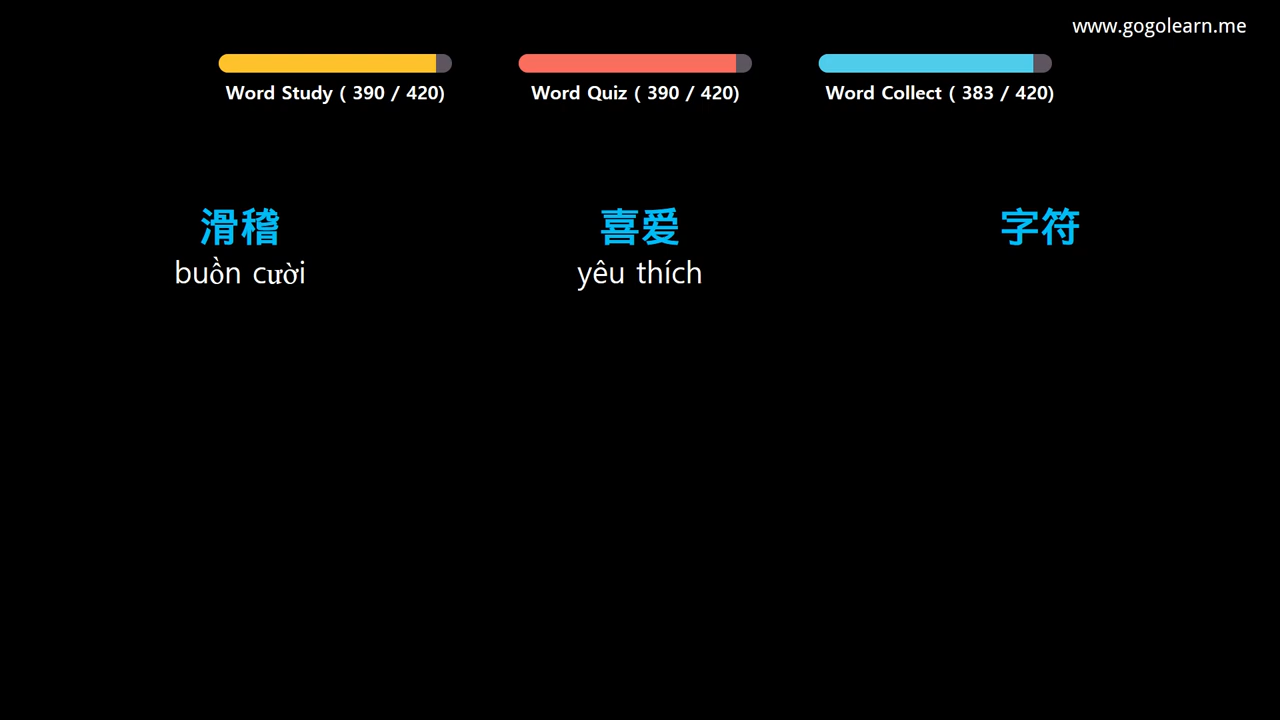 www.gogolearn.me
Word Study ( 390 / 420)
Word Quiz ( 390 / 420)
Word Collect ( 383 / 420)
滑稽
buồn cười
喜爱
yêu thích
字符